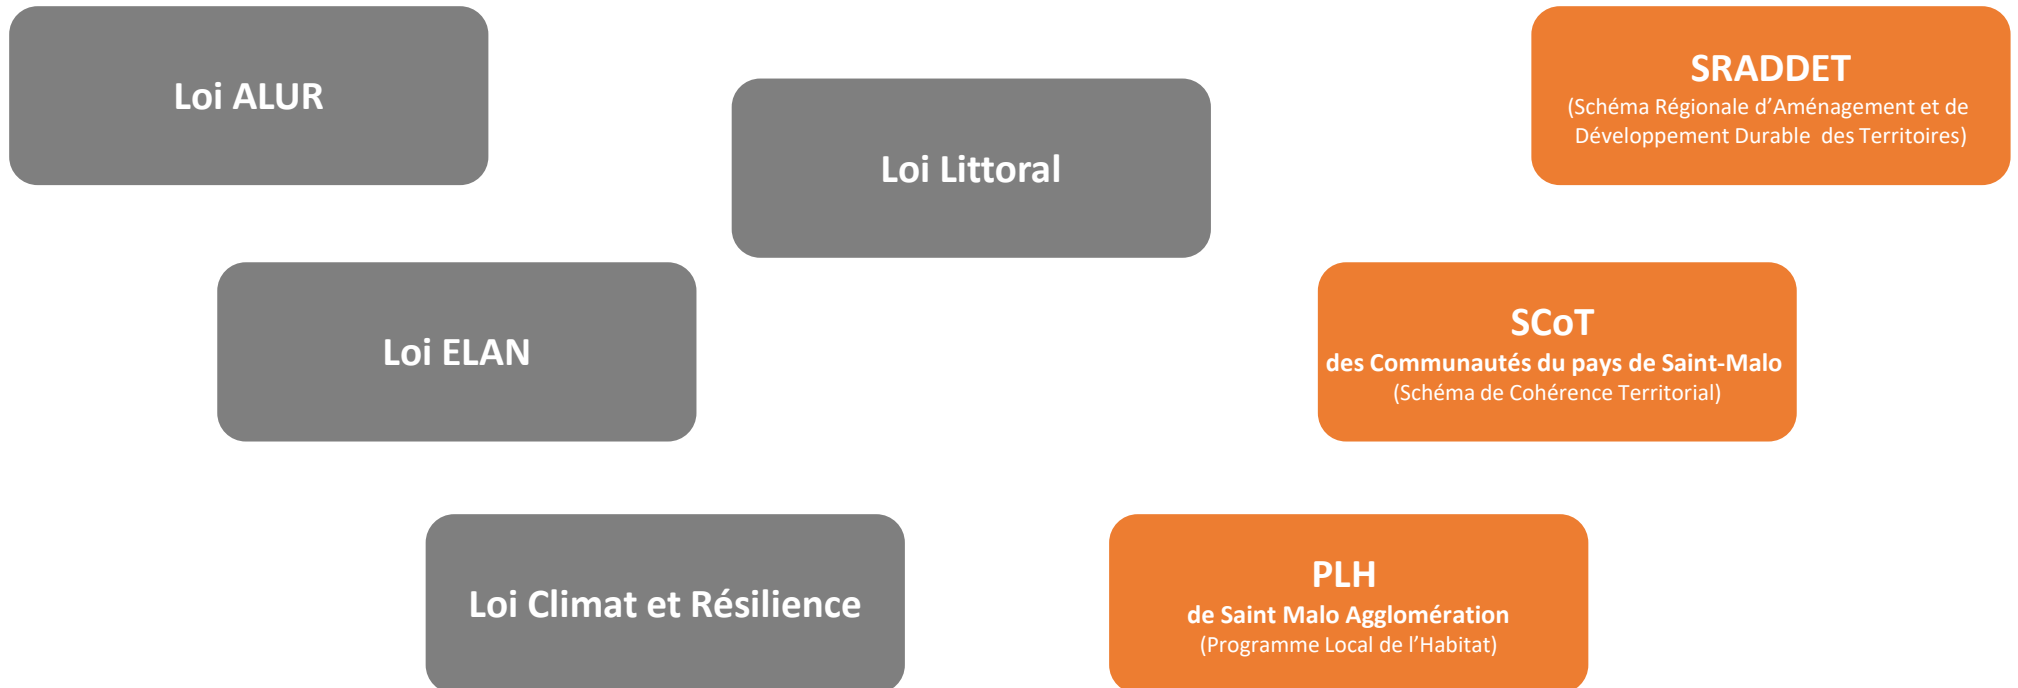 Loi ALUR
Loi Littoral
SRADDET
(Schéma Régionale d’Aménagement et de
Développement Durable  des Territoires)
Loi ELAN
SCoT
des Communautés du pays de Saint-Malo
(Schéma de Cohérence Territorial)
Loi Climat et Résilience
PLH
de Saint Malo Agglomération
(Programme Local de l’Habitat)